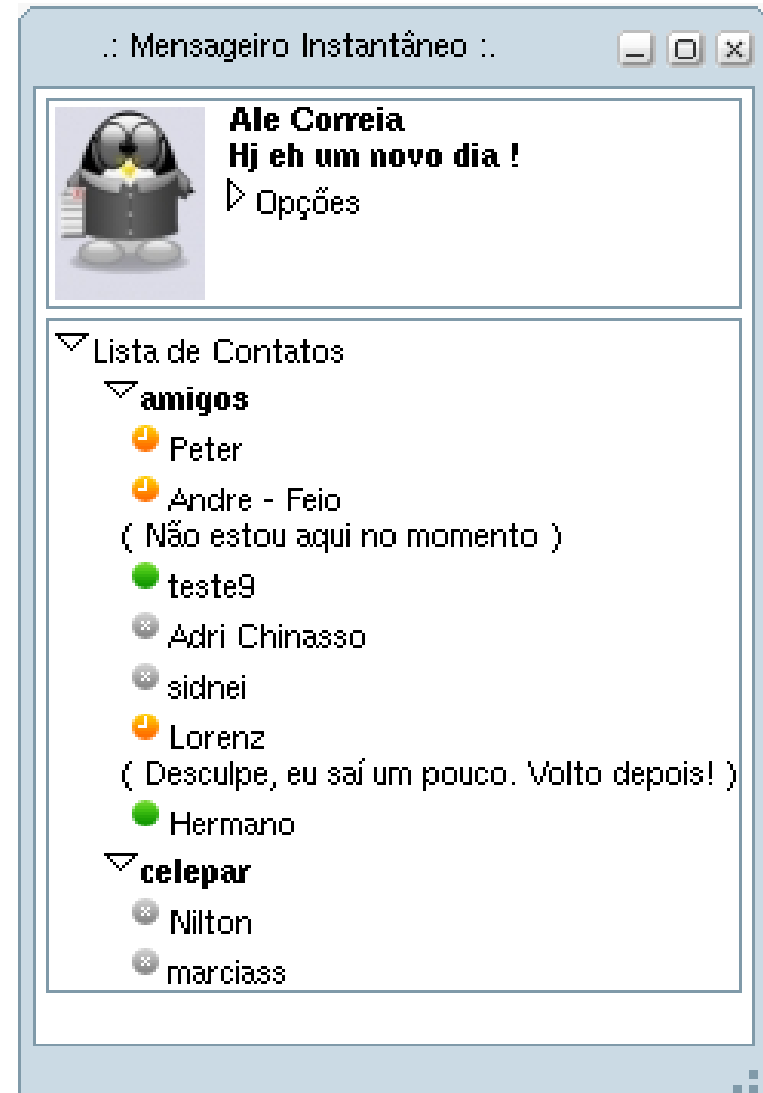 .: Mensageiro Instantâneo :.
Ale Correia
Hj eh um novo dia !
Opções
Lista de Contatos
amigos
Peter
Andre - Feio
( Não estou aqui no momento )
teste9
Adri Chinasso
sidnei
Lorenz
( Desculpe, eu saí um pouco. Volto depois! )
Hermano
celepar
Nilton
marciass